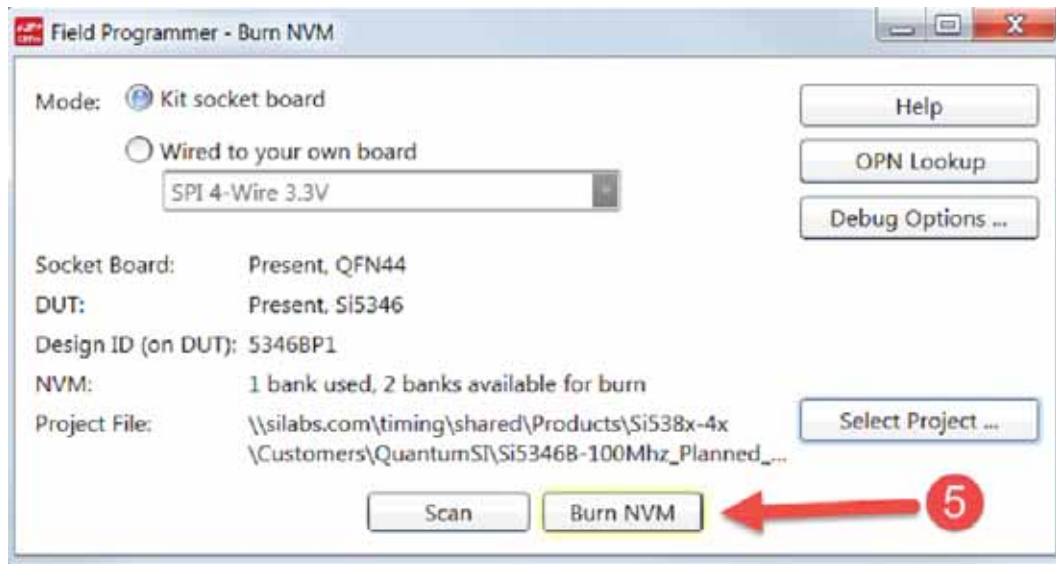 Field Programmer - Burn NVM
Mode: Kit socket board
Help
Wired to your own board
OPN Lookup
SPI 4-Wire 3.3V
Debug Options ...
Socket Board: Present, QFN44
DUT: Present, Si5346
Design ID (on DUT): 5346BP1
NVM: 1 bank used, 2 banks available for burn
Project File: \\silabs.com\timing\shared\Products\Si538x-4x
Select Project ...
\Customers\QuantumSI\Si5346B-100Mhz_Planned_...
Scan
Burn NVM
5